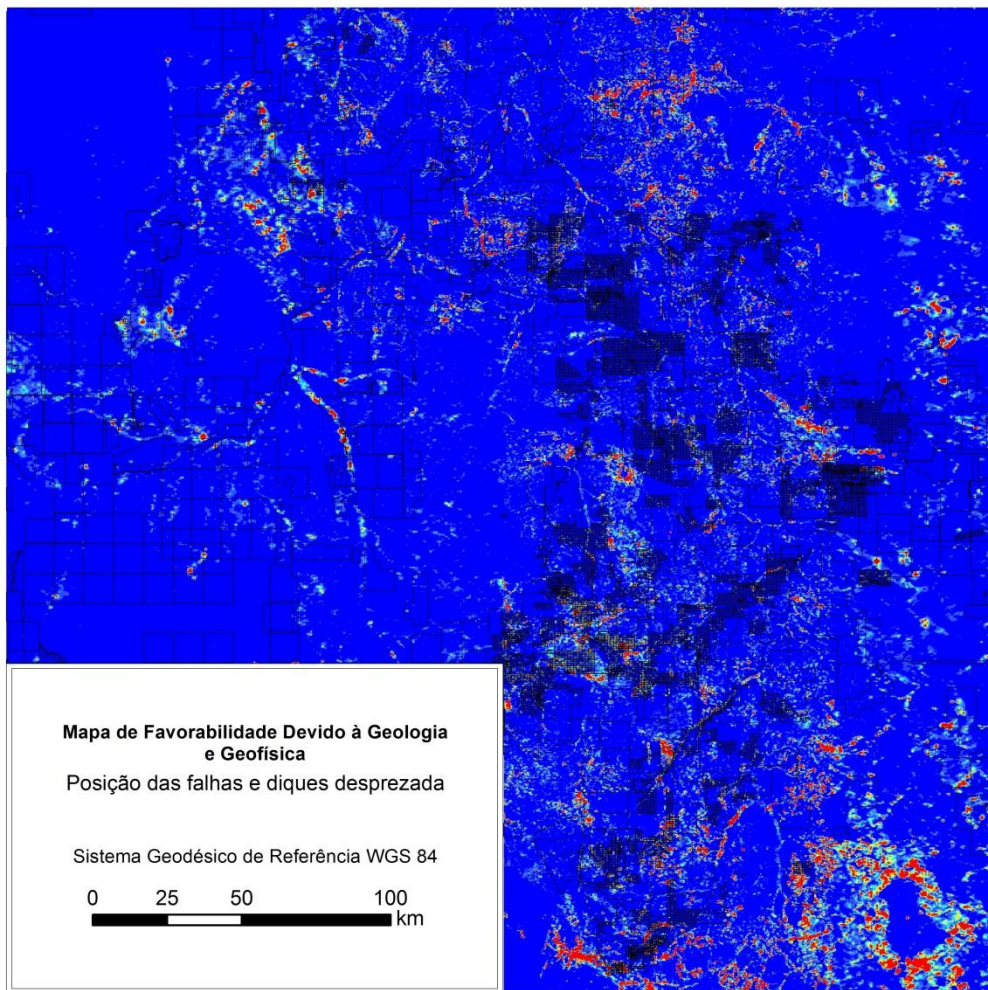 Mapa de Favorabilidade Devido à Geologia
e Geofísica
Posição das falhas e diques desprezada
Sistema Geodésico de Referência WGS 84
0 25 50 100
km